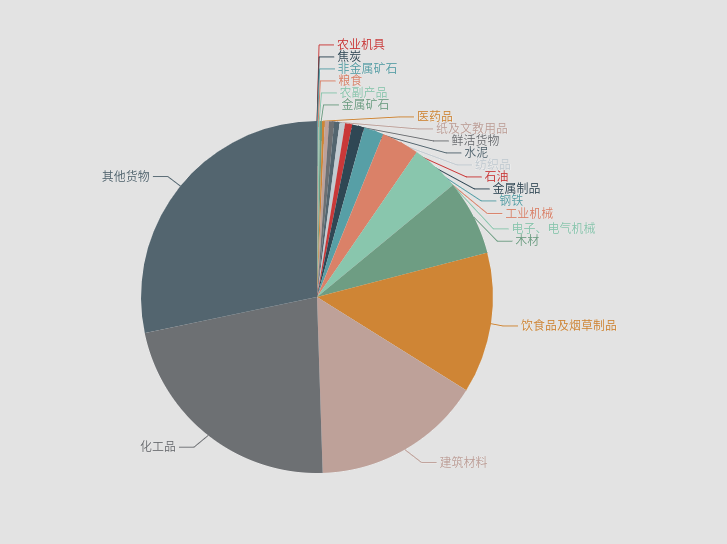 农业机具
焦炭
非金属矿石
粮食
农副产品
金属矿石
医药品
纸及文教用品
鲜活货物
水泥
纺织品
石油
金属制品
钢铁
工业机械
电子、电气机械
木材
饮食品及烟草制品
建筑材料
化工品
其他货物